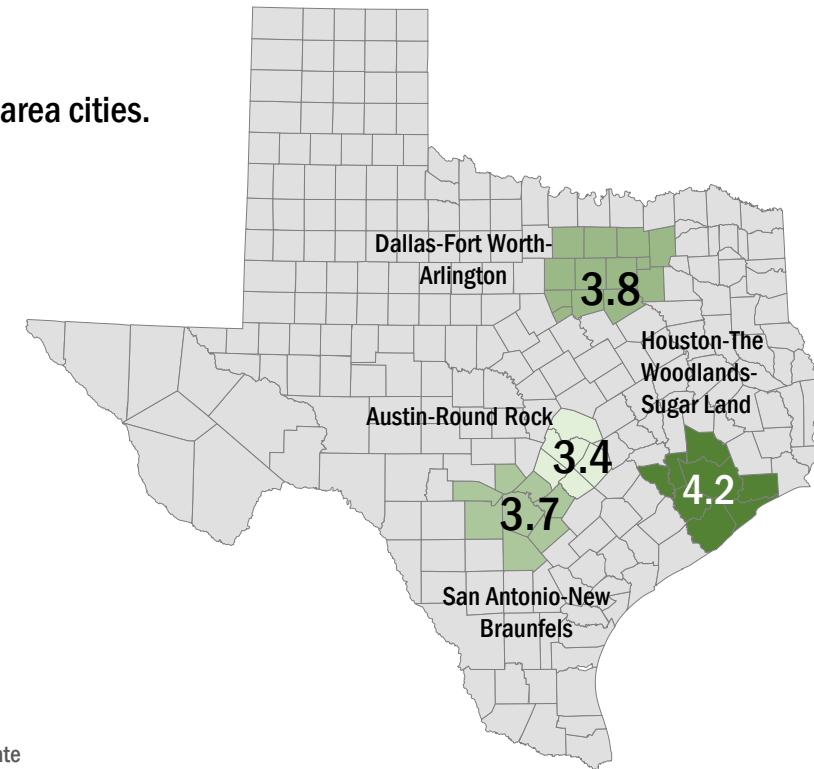 area cities.
Dallas-Fort Worth-
Arlington
3.8
Houston-The
Woodlands-
Sugar Land
Austin-Round Rock
3.4
4.2
3.7
San Antonio-New
Braunfels